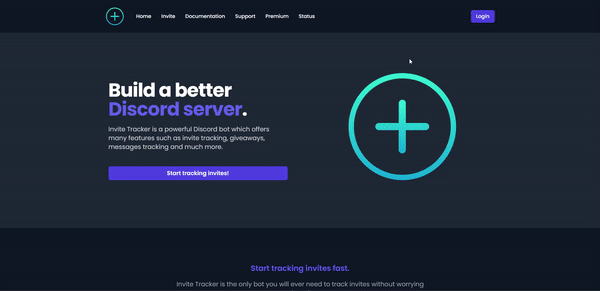 Home Invite Documentation Support Premium Status Login
Build a better
Discord server.
Invite Tracker is a powerful Discord bot which offers
many features such as invite tracking, giveaways,
messages tracking and much more.
Start tracking invites!
Start tracking invites fast.
Invite Tracker is the only bot you will ever need to track invites without worrying